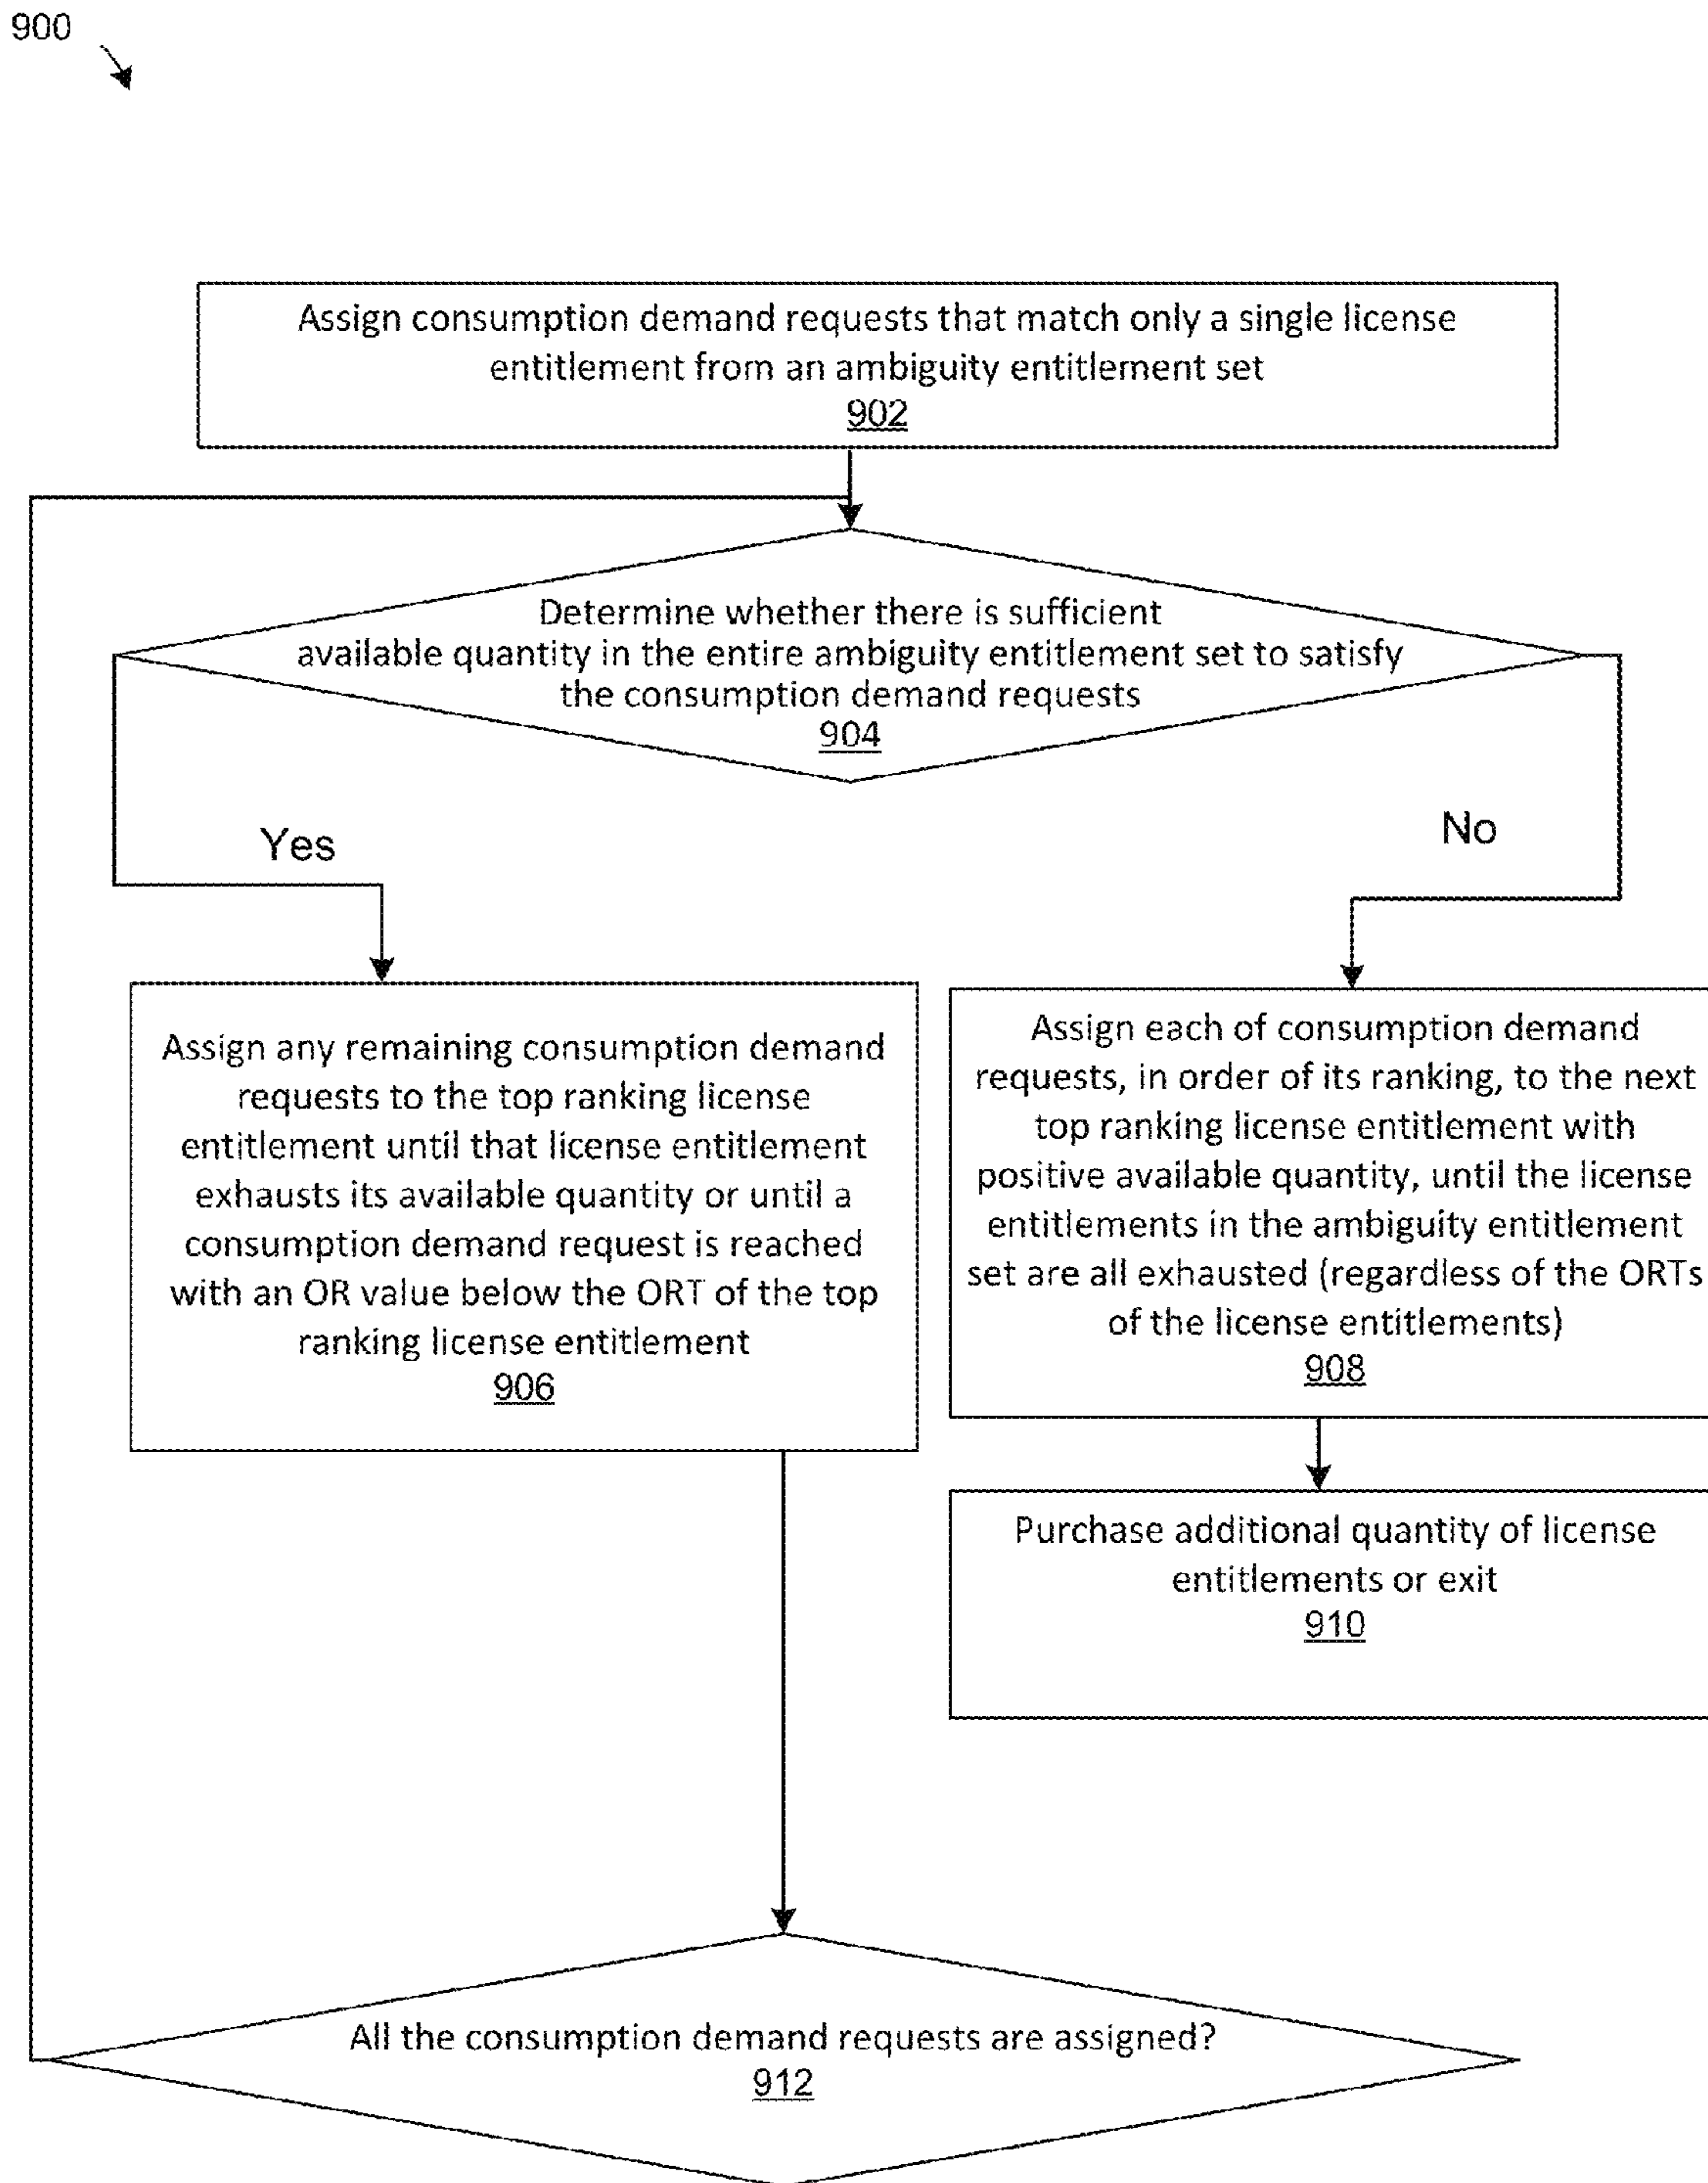 900
Assign consumption demand requests that match only a single license
entitlement from an ambiguity entitlement set
902
Determine whether there is sufficient
available quantity in the entire ambiguity entitlement set to satisfy
the consumption demand requests
904
Yes
No
Assign any remaining consumption demand
requests to the top ranking license
entitlement until that license entitlement
exhausts its available quantity or until a
consumption demand request is reached
with an OR value below the ORT of the top
ranking license entitlement
906
Assign each of consumption demand
requests, in order of its ranking, to the next
top ranking license entitlement with
positive available quantity, until the license
entitlements in the ambiguity entitlement
set are all exhausted (regardless of the ORTs
of the license entitlements)
908
Purchase additional quantity of license
entitlements or exit
910
All the consumption demand requests are assigned?
912